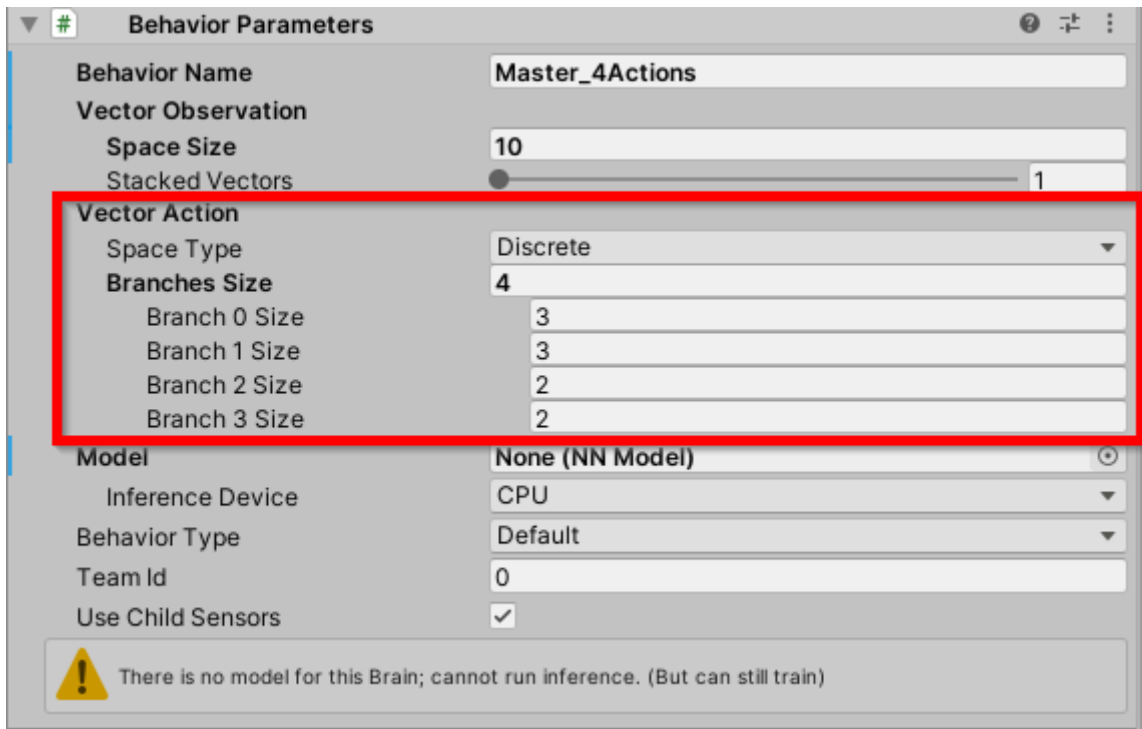 # Behavior Parameters
Behavior Name Master_4Actions
Vector Observation
Space Size 10
Stacked Vectors 1
Vector Action
Space Type Discrete
Branches Size 4
Branch 0 Size 3
Branch 1 Size 3
Branch 2 Size 2
Branch 3 Size 2
Model None (NN Model)
Inference Device CPU
Behavior Type Default
Team Id 0
Use Child Sensors
There is no model for this Brain; cannot run inference. (But can still train)